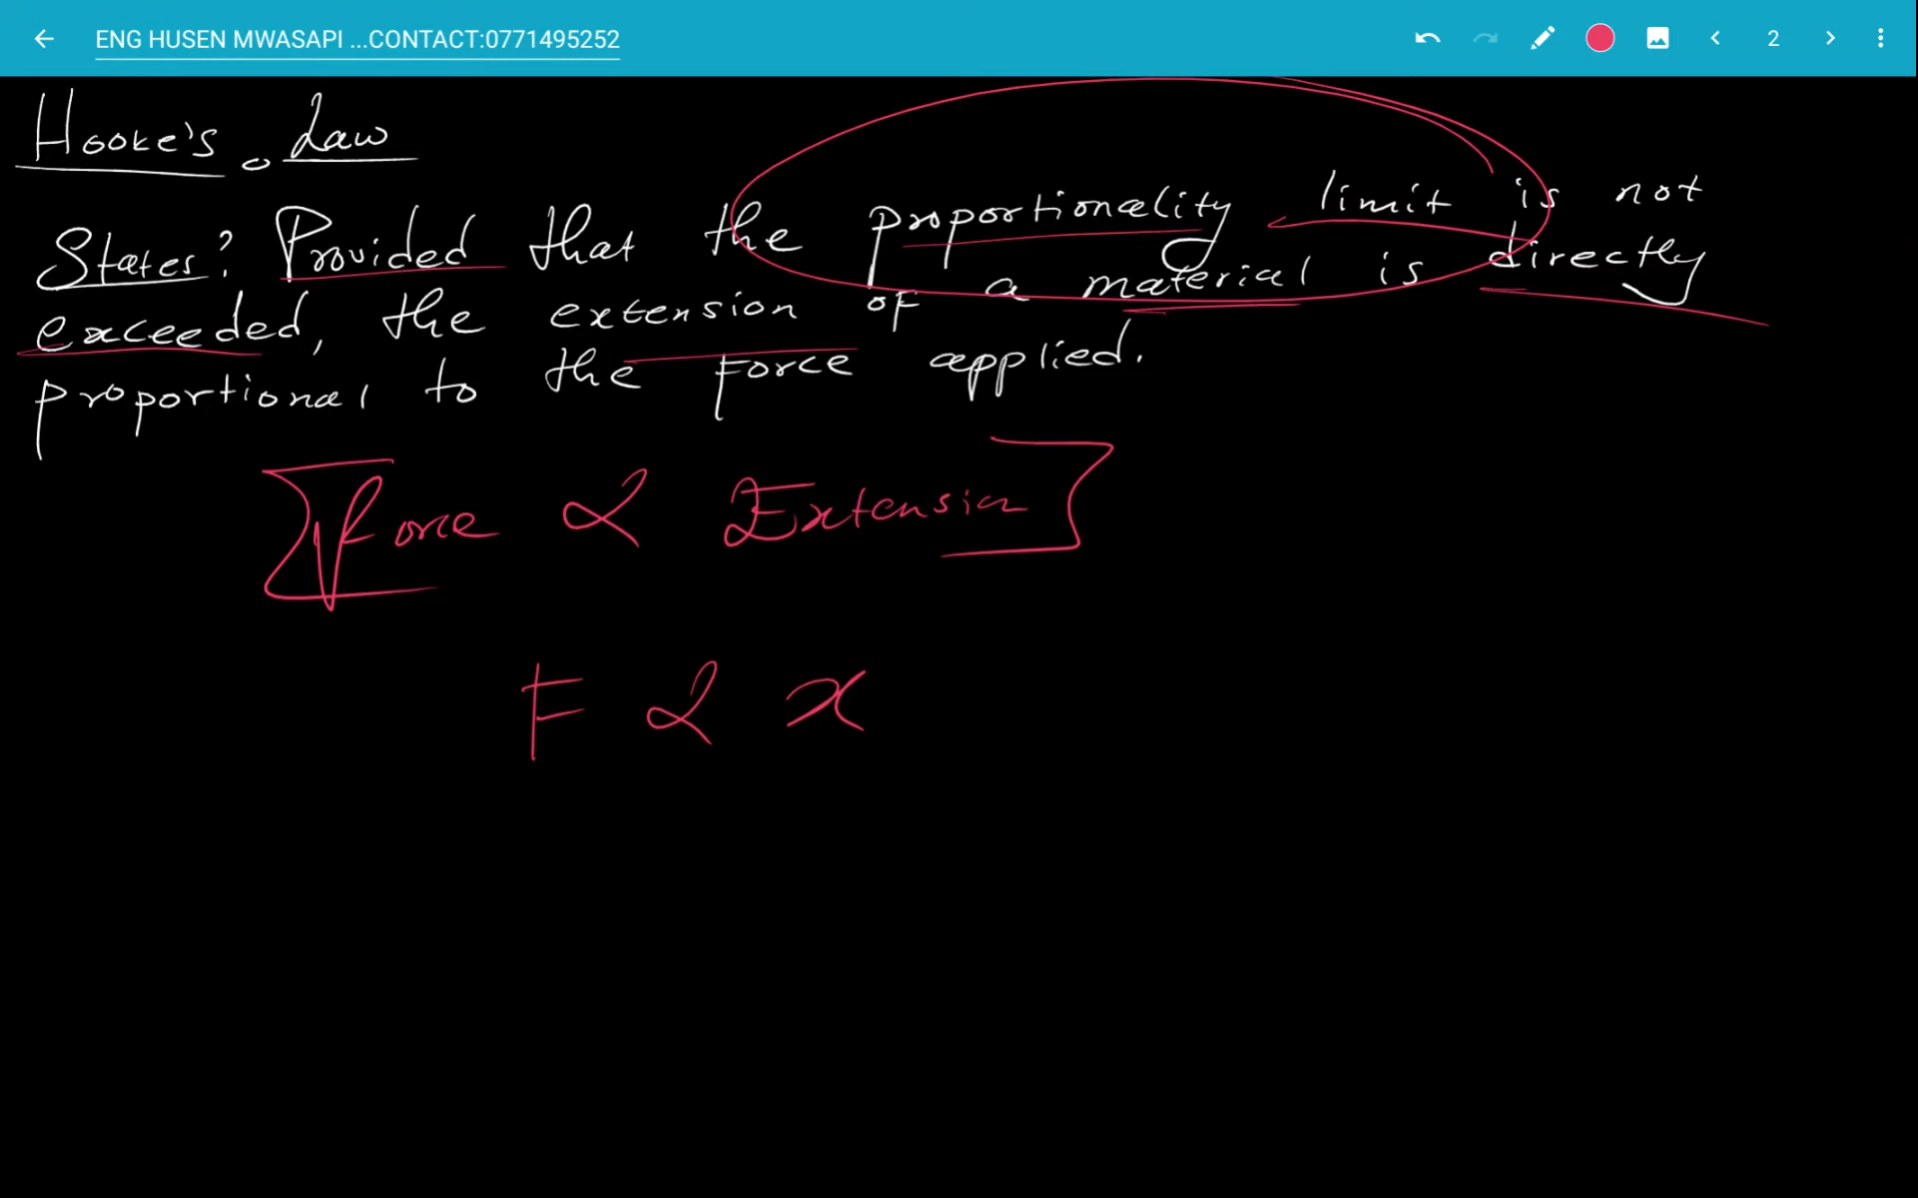 ENG HUSEN MWASAPI ...CONTACT:0771495252
2
Hooke's Law
States: Provided that the proportionality limit is not
exceeded, the extension of a material is directly
proportional to the force applied.
Force ∝ Extension
F ∝ x